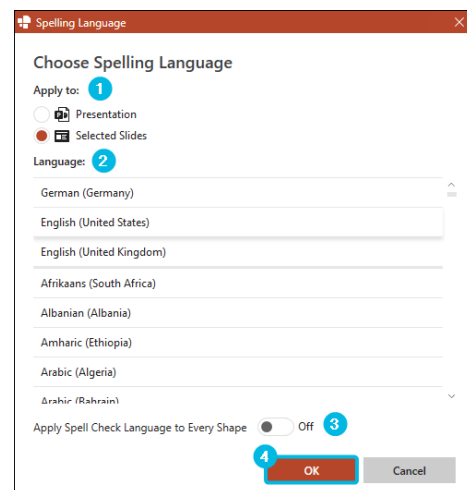 Spelling Language
Choose Spelling Language
Apply to: 1
Presentation
Selected Slides
Language: 2
German (Germany)
English (United States)
English (United Kingdom)
Afrikaans (South Africa)
Albanian (Albania)
Amharic (Ethiopia)
Arabic (Algeria)
Arabic (Bahrain)
Apply Spell Check Language to Every Shape Off 3
4 OK Cancel